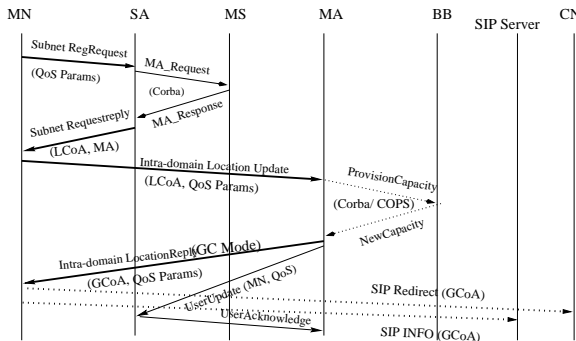 MN SA MS MA BB SIP Server CN
Subnet RegRequest
(QoS Params)
MA_Request
(Corba)
MA_Response
Subnet Requestreply
(LCoA, MA)
Intra-domain Location Update
(LCoA, QoS Params)
ProvisionCapacity
(Corba/ COPS)
NewCapacity
(GC Mode)
Intra-domain LocationReply
(GCoA, QoS Params)
UserUpdate (MN, QoS)
UserAcknowledge
SIP Redirect (GCoA)
SIP INFO (GCoA)